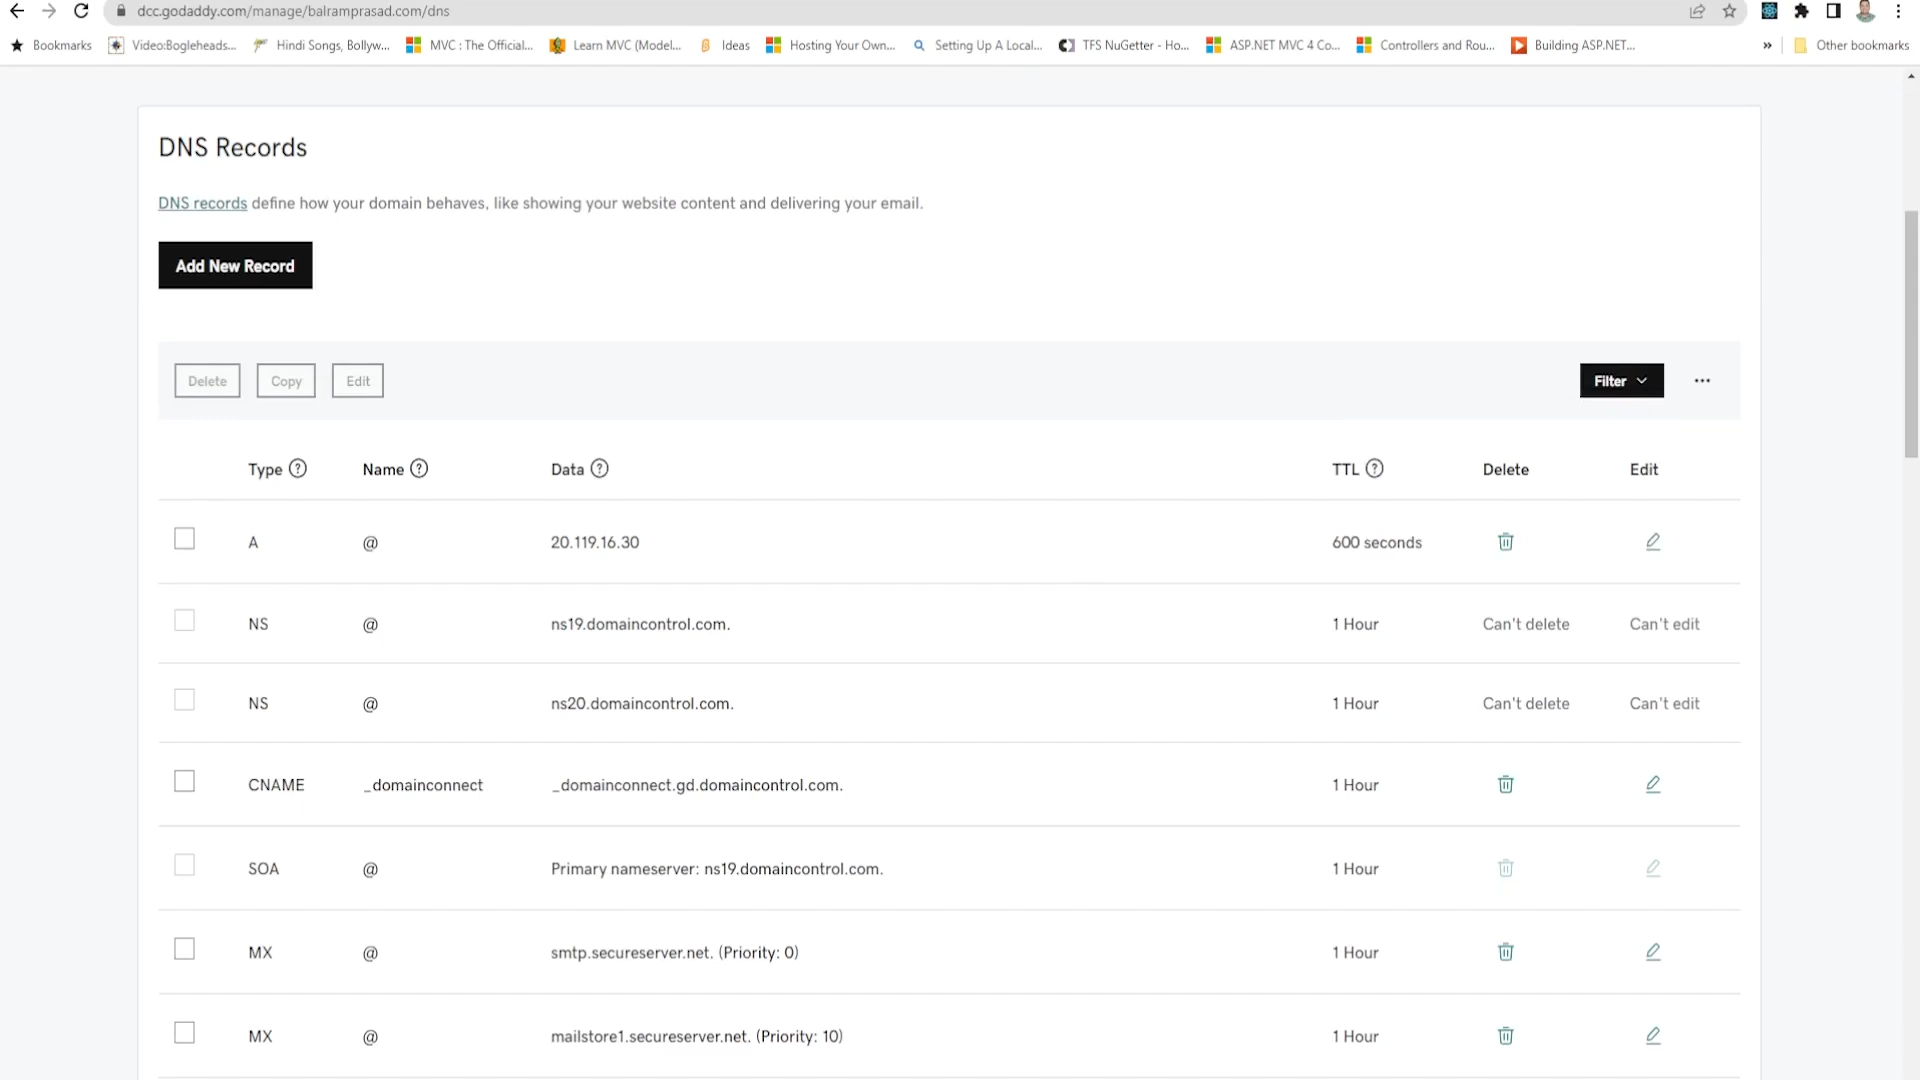 dcc.godaddy.com/manage/balramprasad.com/dns
Bookmarks Video:Bogleheads... Hindi Songs, Bollyw... MVC : The Official... Learn MVC (Model... Ideas Hosting Your Own... Setting Up A Local... TFS NuGetter - Ho... ASP.NET MVC 4 Co... Controllers and Rou... Building ASP.NET... » Other bookmarks
DNS Records
DNS records define how your domain behaves, like showing your website content and delivering your email.
Add New Record
Delete Copy Edit Filter ...
Type ? Name ? Data ? TTL ? Delete Edit
A @ 20.119.16.30 600 seconds
NS @ ns19.domaincontrol.com. 1 Hour Can't delete Can't edit
NS @ ns20.domaincontrol.com. 1 Hour Can't delete Can't edit
CNAME _domainconnect _domainconnect.gd.domaincontrol.com. 1 Hour
SOA @ Primary nameserver: ns19.domaincontrol.com. 1 Hour
MX @ smtp.secureserver.net. (Priority: 0) 1 Hour
MX @ mailstore1.secureserver.net. (Priority: 10) 1 Hour